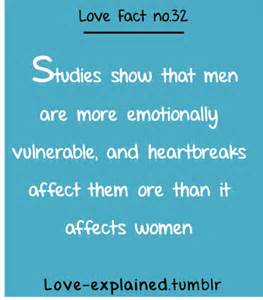 Love Fact no.32
Studies show that men
are more emotionally
vulnerable, and heartbreaks
affect them ore than it
affects women
Love-explained.tumblr